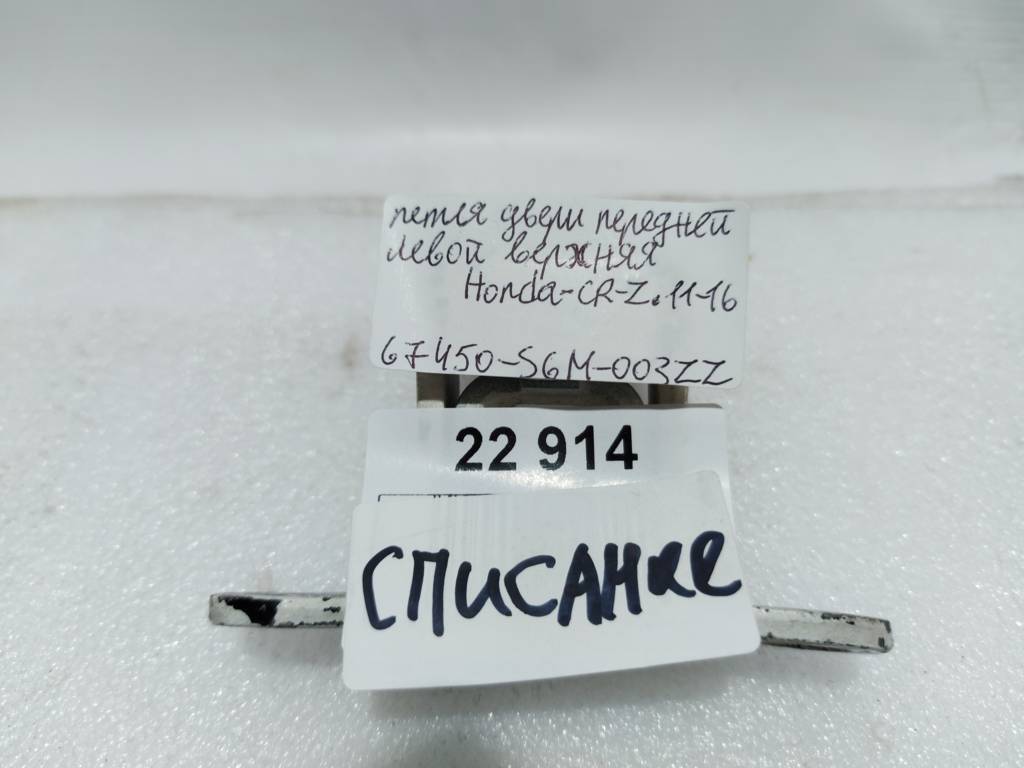 петля двери передней
левой верхняя
Honda-CR-Z.11-16
67450-S6M-003ZZ
22 914
СПИСАНИЕ